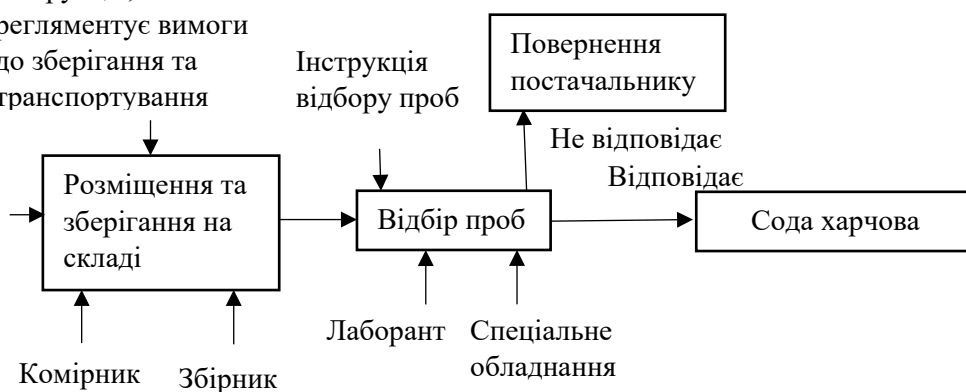 регляментує вимоги
до зберігання та
транспортування
Інструкція
відбору проб
Повернення
постачальнику
Не відповідає
Відповідає
Розміщення та
зберігання на
складі
Відбір проб
Сода харчова
Лаборант
Спеціальне
обладнання
Комірник
Збірник